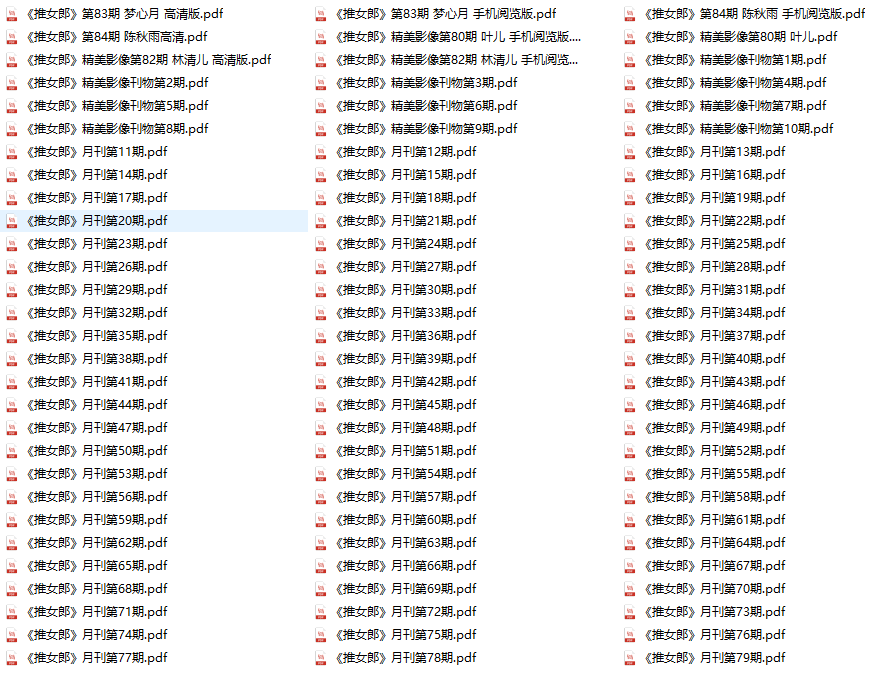 《推女郎》第83期 梦心月 高清版.pdf
《推女郎》第83期 梦心月 手机阅览版.pdf
《推女郎》第84期 陈秋雨 手机阅览版.pdf
《推女郎》第84期 陈秋雨高清.pdf
《推女郎》精美影像第80期 叶儿 手机阅览版....
《推女郎》精美影像第80期 叶儿.pdf
《推女郎》精美影像第82期 林清儿 高清版.pdf
《推女郎》精美影像第82期 林清儿 手机阅览...
《推女郎》精美影像刊物第1期.pdf
《推女郎》精美影像刊物第2期.pdf
《推女郎》精美影像刊物第3期.pdf
《推女郎》精美影像刊物第4期.pdf
《推女郎》精美影像刊物第5期.pdf
《推女郎》精美影像刊物第6期.pdf
《推女郎》精美影像刊物第7期.pdf
《推女郎》精美影像刊物第8期.pdf
《推女郎》精美影像刊物第9期.pdf
《推女郎》精美影像刊物第10期.pdf
《推女郎》月刊第11期.pdf
《推女郎》月刊第12期.pdf
《推女郎》月刊第13期.pdf
《推女郎》月刊第14期.pdf
《推女郎》月刊第15期.pdf
《推女郎》月刊第16期.pdf
《推女郎》月刊第17期.pdf
《推女郎》月刊第18期.pdf
《推女郎》月刊第19期.pdf
《推女郎》月刊第20期.pdf
《推女郎》月刊第21期.pdf
《推女郎》月刊第22期.pdf
《推女郎》月刊第23期.pdf
《推女郎》月刊第24期.pdf
《推女郎》月刊第25期.pdf
《推女郎》月刊第26期.pdf
《推女郎》月刊第27期.pdf
《推女郎》月刊第28期.pdf
《推女郎》月刊第29期.pdf
《推女郎》月刊第30期.pdf
《推女郎》月刊第31期.pdf
《推女郎》月刊第32期.pdf
《推女郎》月刊第33期.pdf
《推女郎》月刊第34期.pdf
《推女郎》月刊第35期.pdf
《推女郎》月刊第36期.pdf
《推女郎》月刊第37期.pdf
《推女郎》月刊第38期.pdf
《推女郎》月刊第39期.pdf
《推女郎》月刊第40期.pdf
《推女郎》月刊第41期.pdf
《推女郎》月刊第42期.pdf
《推女郎》月刊第43期.pdf
《推女郎》月刊第44期.pdf
《推女郎》月刊第45期.pdf
《推女郎》月刊第46期.pdf
《推女郎》月刊第47期.pdf
《推女郎》月刊第48期.pdf
《推女郎》月刊第49期.pdf
《推女郎》月刊第50期.pdf
《推女郎》月刊第51期.pdf
《推女郎》月刊第52期.pdf
《推女郎》月刊第53期.pdf
《推女郎》月刊第54期.pdf
《推女郎》月刊第55期.pdf
《推女郎》月刊第56期.pdf
《推女郎》月刊第57期.pdf
《推女郎》月刊第58期.pdf
《推女郎》月刊第59期.pdf
《推女郎》月刊第60期.pdf
《推女郎》月刊第61期.pdf
《推女郎》月刊第62期.pdf
《推女郎》月刊第63期.pdf
《推女郎》月刊第64期.pdf
《推女郎》月刊第65期.pdf
《推女郎》月刊第66期.pdf
《推女郎》月刊第67期.pdf
《推女郎》月刊第68期.pdf
《推女郎》月刊第69期.pdf
《推女郎》月刊第70期.pdf
《推女郎》月刊第71期.pdf
《推女郎》月刊第72期.pdf
《推女郎》月刊第73期.pdf
《推女郎》月刊第74期.pdf
《推女郎》月刊第75期.pdf
《推女郎》月刊第76期.pdf
《推女郎》月刊第77期.pdf
《推女郎》月刊第78期.pdf
《推女郎》月刊第79期.pdf